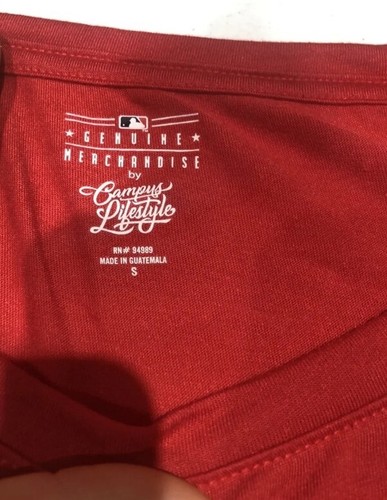 GENUINE
MERCHANDISE
by
Campus
Lifestyle
RN# 94989
MADE IN GUATEMALA
S